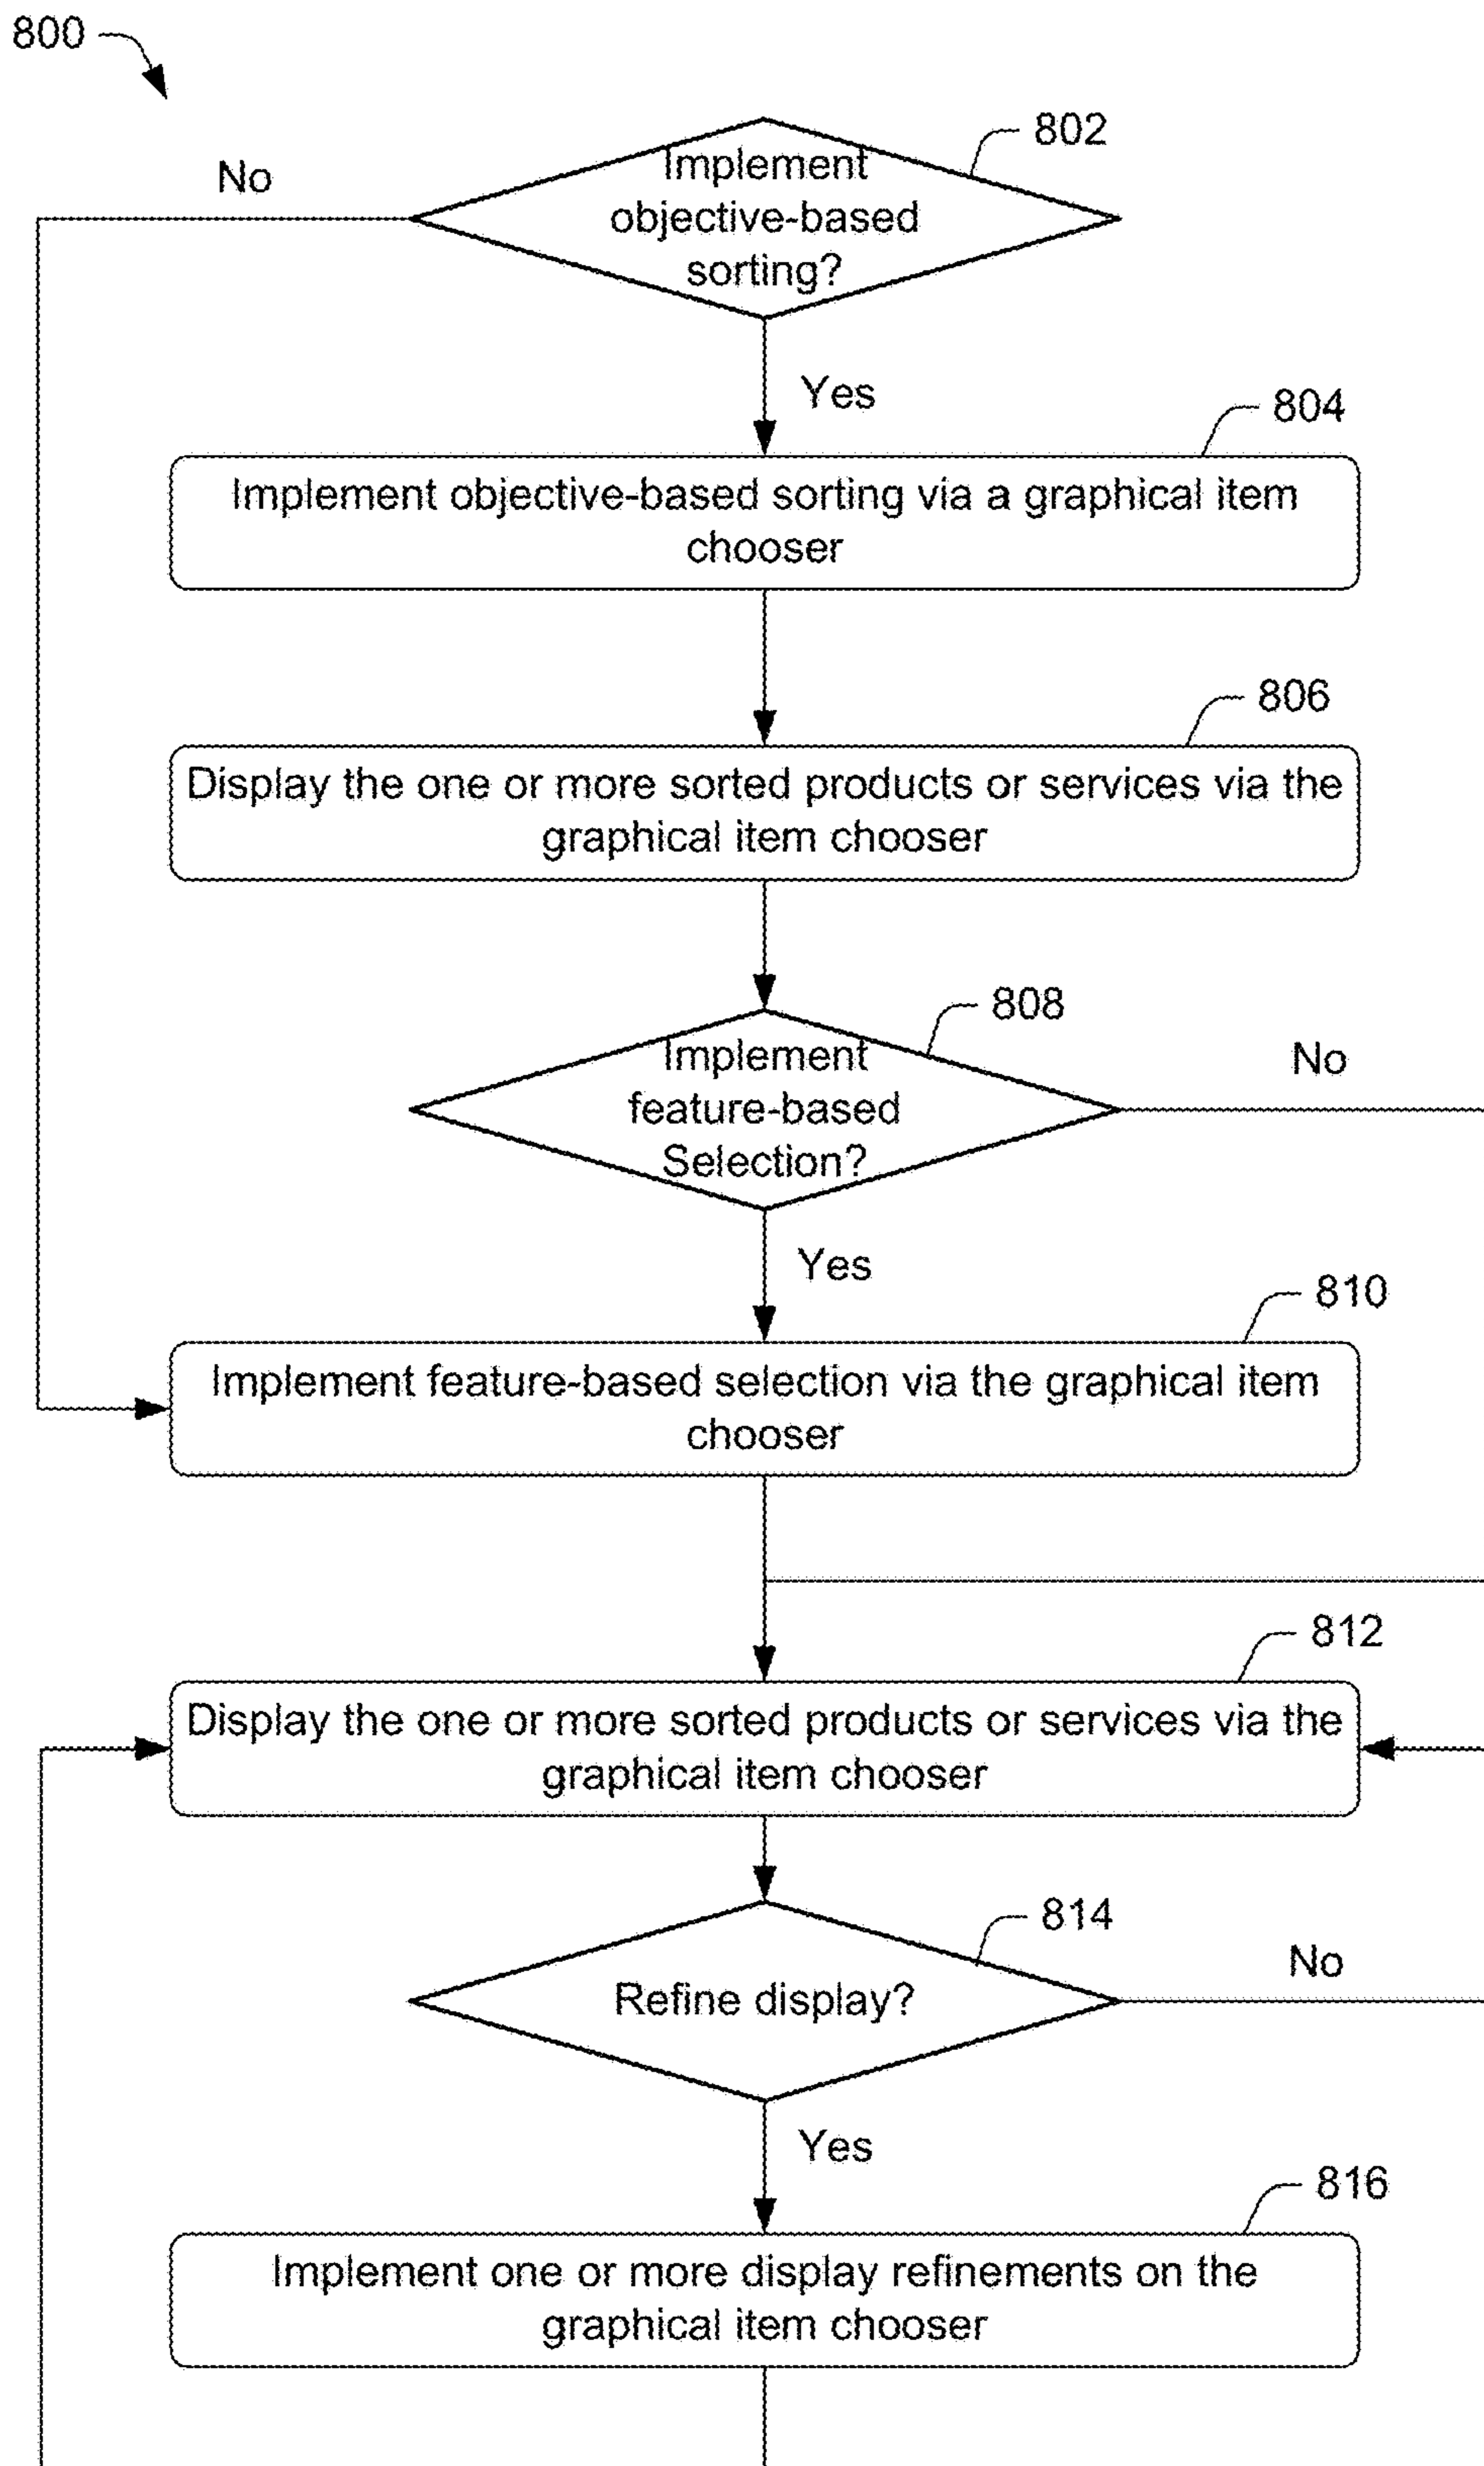 800
802
No
Implement
objective-based
sorting?
Yes
804
Implement objective-based sorting via a graphical item
chooser
806
Display the one or more sorted products or services via the
graphical item chooser
808
Implement
feature-based
Selection?
No
Yes
810
Implement feature-based selection via the graphical item
chooser
812
Display the one or more sorted products or services via the
graphical item chooser
814
Refine display?
No
Yes
816
Implement one or more display refinements on the
graphical item chooser